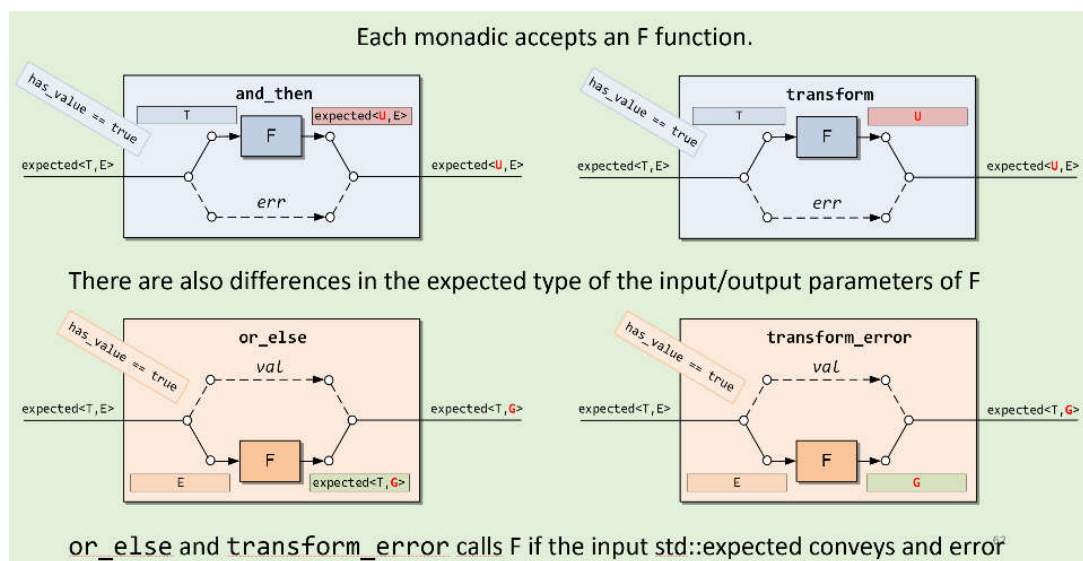 Each monadic accepts an F function.
has_value == true
and_then
T
expected<U,E>
F
expected<T,E>
expected<U,E>
err
has_value == true
transform
T
U
F
expected<T,E>
expected<U,E>
err
There are also differences in the expected type of the input/output parameters of F
has_value == true
or_else
val
expected<T,E>
expected<T,G>
F
E
expected<T,G>
has_value == true
transform_error
val
expected<T,E>
expected<T,G>
F
E
G
or_else and transform_error calls F if the input std::expected conveys and error
62